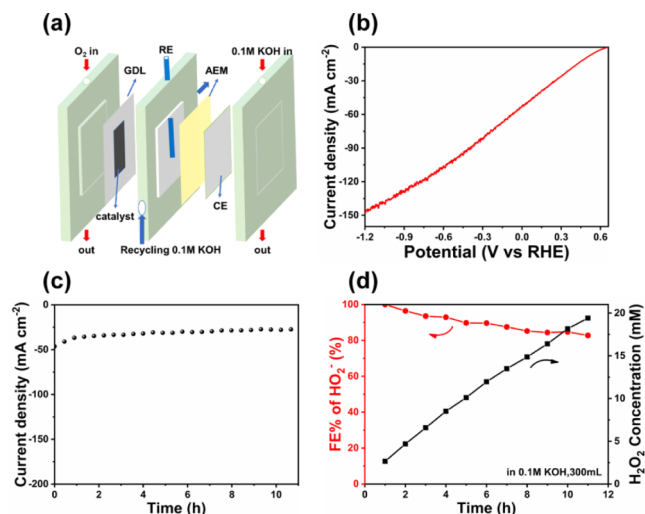 (a)
O₂ in
RE
0.1M KOH in
GDL
AEM
catalyst
CE
out
Recycling 0.1M KOH
out
(b)
Current density (mA cm⁻²)
0
-30
-60
-90
-120
-150
-1.2 -0.9 -0.6 -0.3 0.0 0.3 0.6
Potential (V vs RHE)
(c)
Current density (mA cm⁻²)
0
-50
-100
-150
-200
0 2 4 6 8 10
Time (h)
(d)
FE% of HO₂⁻ (%)
100
80
60
40
20
0
H₂O₂ Concentration (mM)
20
15
10
5
0
in 0.1M KOH,300mL
0 2 4 6 8 10 12
Time (h)